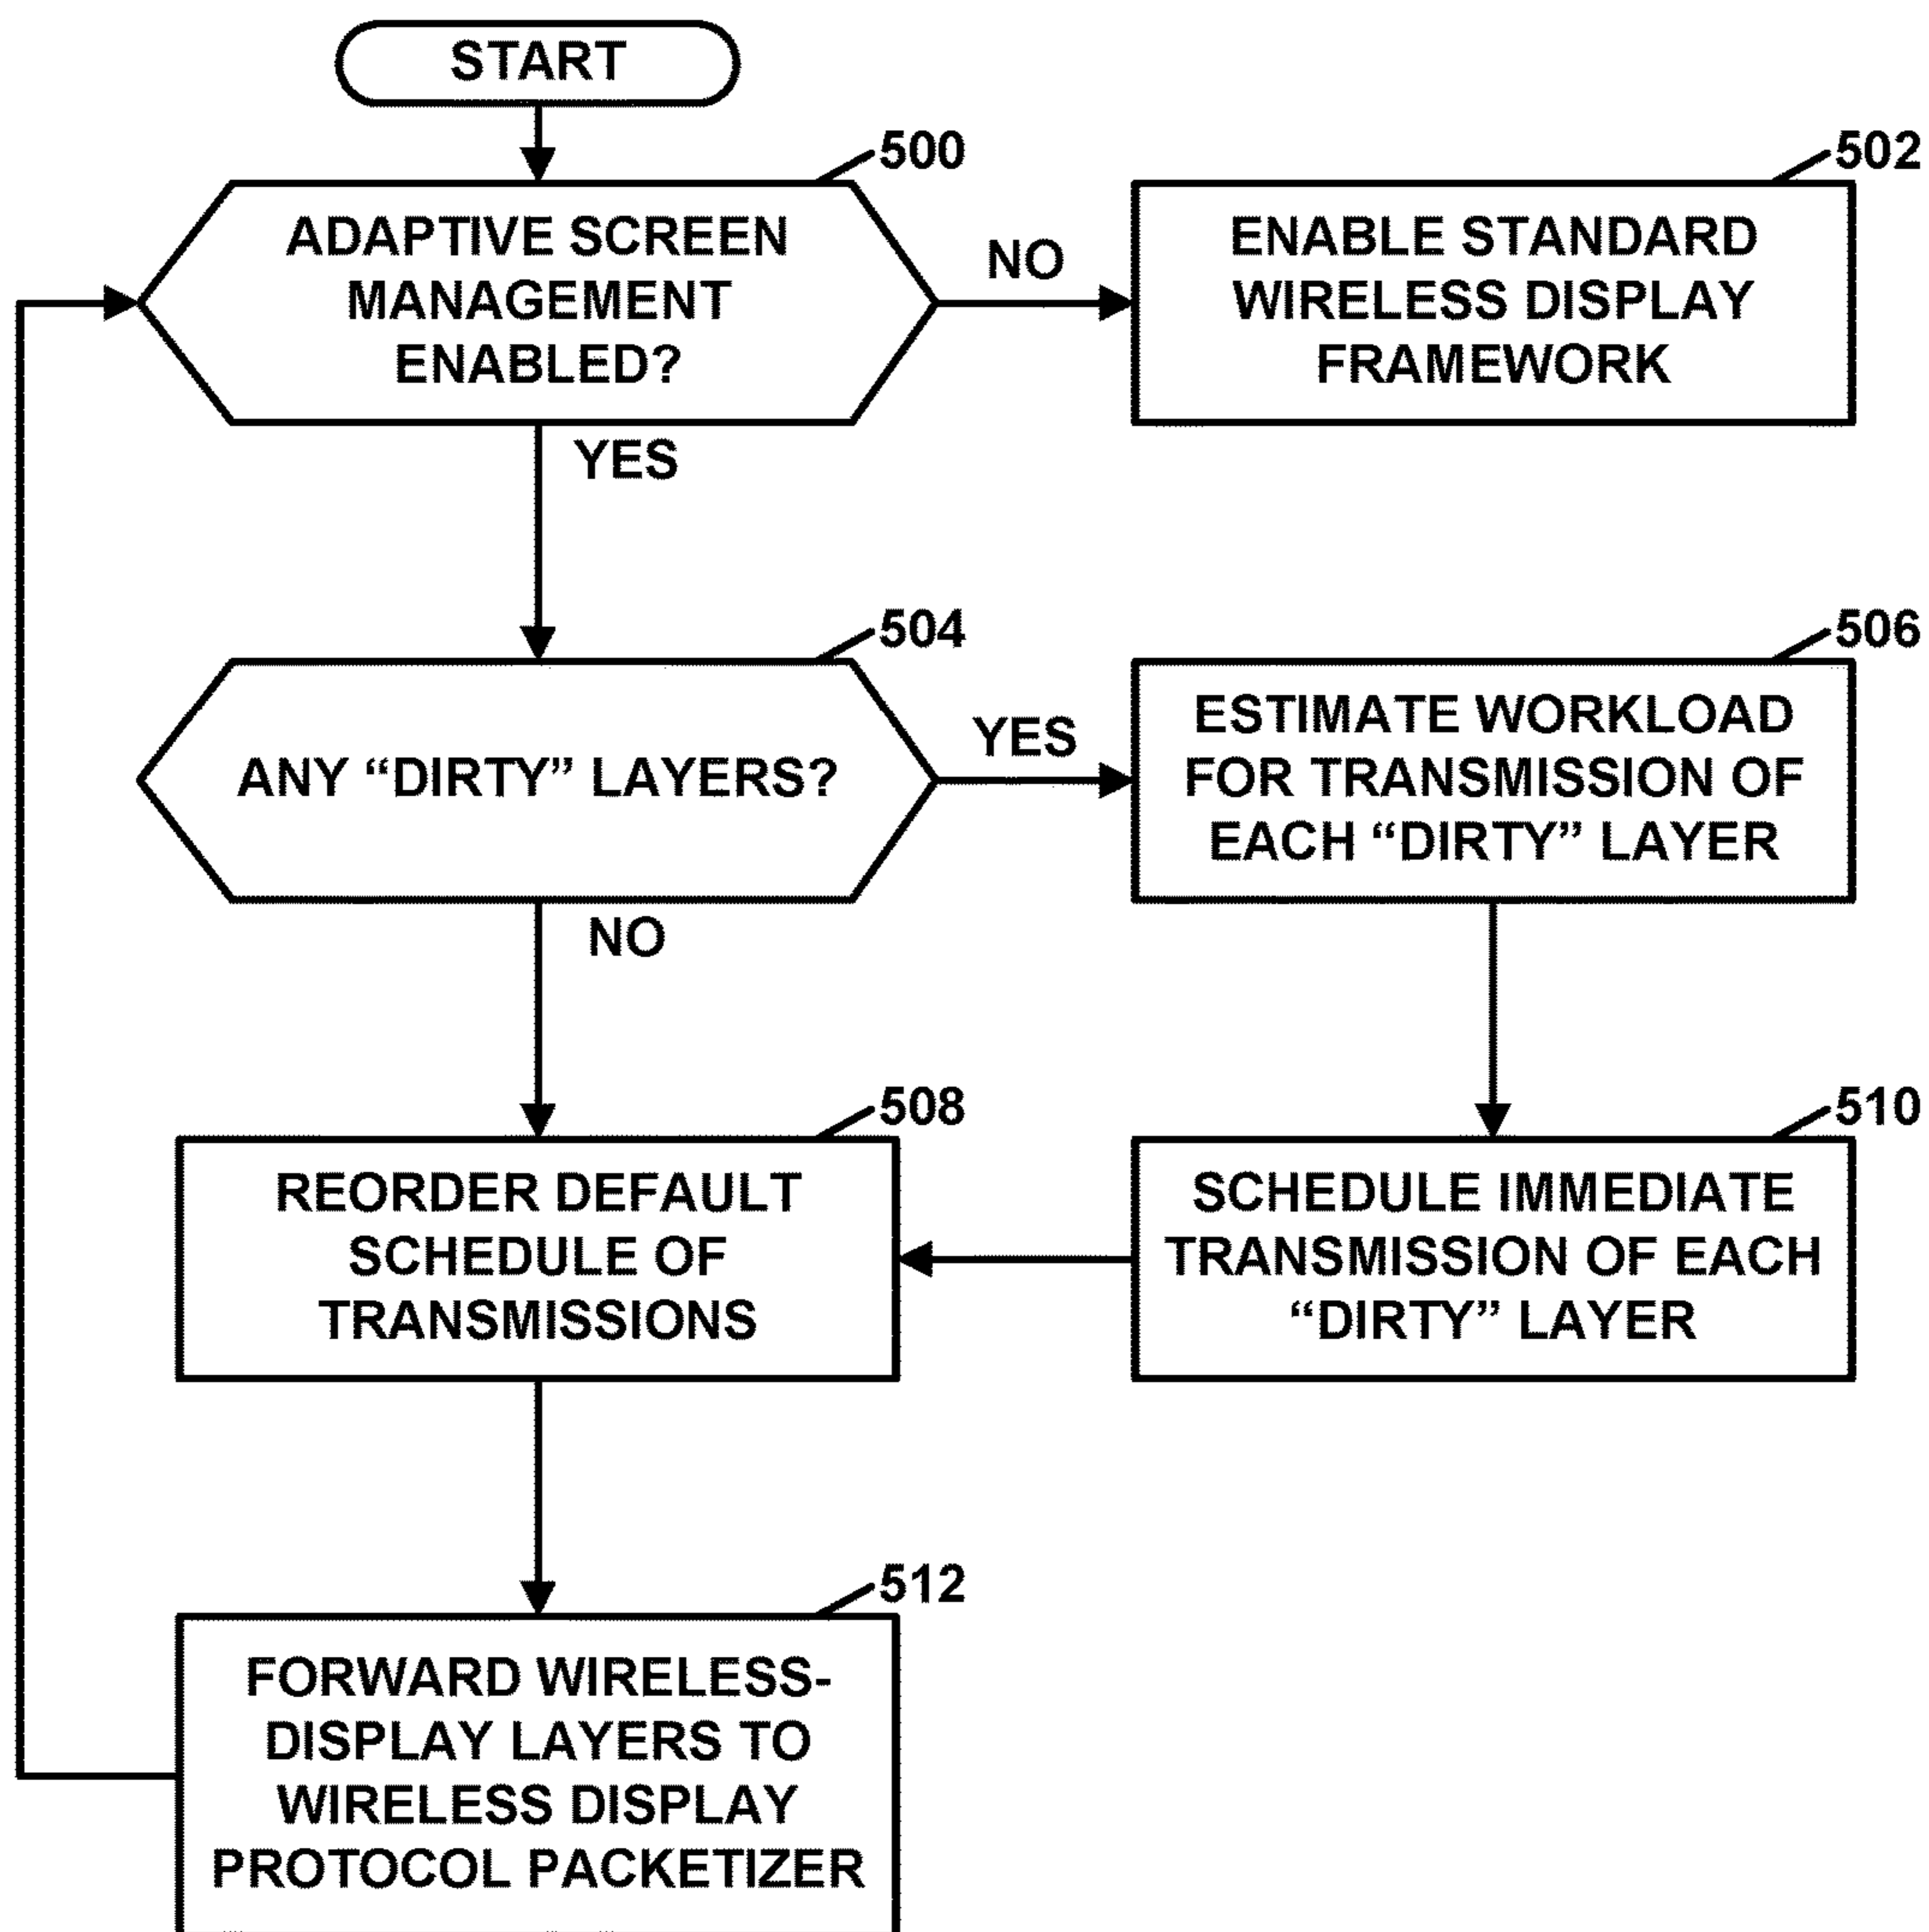 START
500
ADAPTIVE SCREEN
MANAGEMENT
ENABLED?
NO
502
ENABLE STANDARD
WIRELESS DISPLAY
FRAMEWORK
YES
504
ANY “DIRTY” LAYERS?
YES
506
ESTIMATE WORKLOAD
FOR TRANSMISSION OF
EACH “DIRTY” LAYER
NO
508
REORDER DEFAULT
SCHEDULE OF
TRANSMISSIONS
510
SCHEDULE IMMEDIATE
TRANSMISSION OF EACH
“DIRTY” LAYER
512
FORWARD WIRELESS-
DISPLAY LAYERS TO
WIRELESS DISPLAY
PROTOCOL PACKETIZER